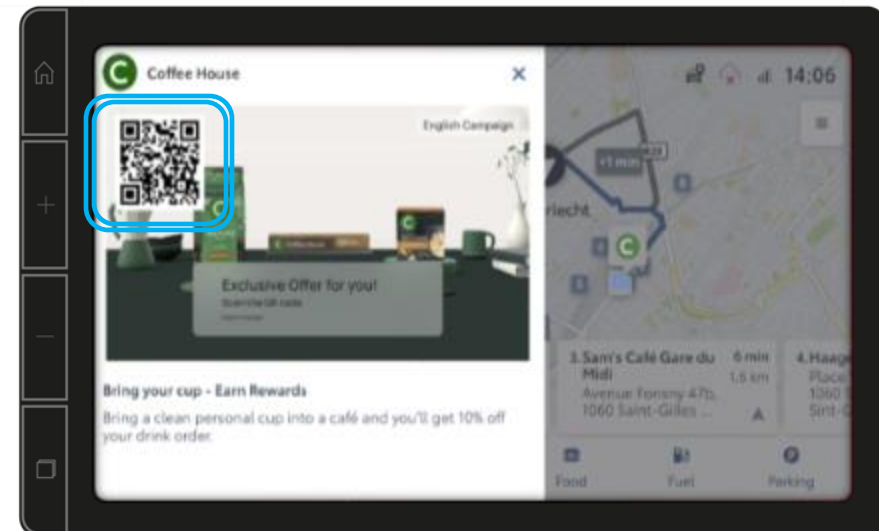 C
Coffee House
English Campaign
Exclusive Offer for you!
Scan the QR code
Bring your cup - Earn Rewards
Bring a clean personal cup into a café and you'll get 10% off
your drink order.
14:06
+1 min
R20
C
3. Sam's Café Gare du
Midi
6 min
1,6 km
Avenue Fonsny 47b,
1060 Saint-Gilles ...
4. Haage
Place
1060 S
Sint-G
Food
Fuel
Parking